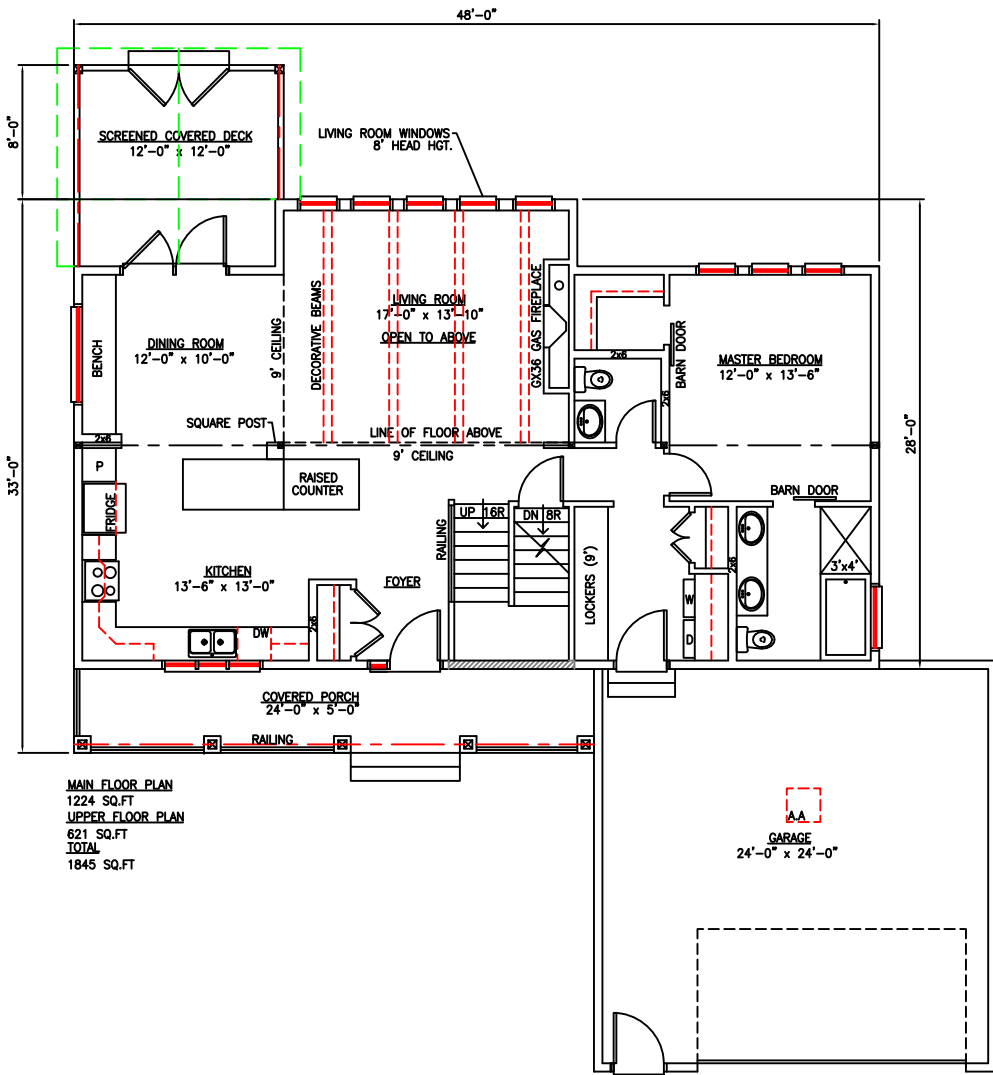 48'-0"
8'-0"
SCREENED COVERED DECK
12'-0" x 12'-0"
LIVING ROOM WINDOWS
8' HEAD HGT.
33'-0"
28'-0"
BENCH
DINING ROOM
12'-0" x 10'-0"
9' CEILING
DECORATIVE BEAMS
LIVING ROOM
17'-0" x 13'-10"
OPEN TO ABOVE
GX36 GAS FIREPLACE
2x6
BARN DOOR
MASTER BEDROOM
12'-0" x 13'-6"
2x6
SQUARE POST
LINE OF FLOOR ABOVE
9' CEILING
2x6
P
FRIDGE
RAISED
COUNTER
BARN DOOR
UP 16R
DN 8R
RAILING
LOCKERS (9')
KITCHEN
13'-6" x 13'-0"
FOYER
2x6
3'x4'
W
D
DW
2x6
COVERED PORCH
24'-0" x 5'-0"
RAILING
MAIN FLOOR PLAN
1224 SQ.FT
UPPER FLOOR PLAN
621 SQ.FT
TOTAL
1845 SQ.FT
A.A
GARAGE
24'-0" x 24'-0"